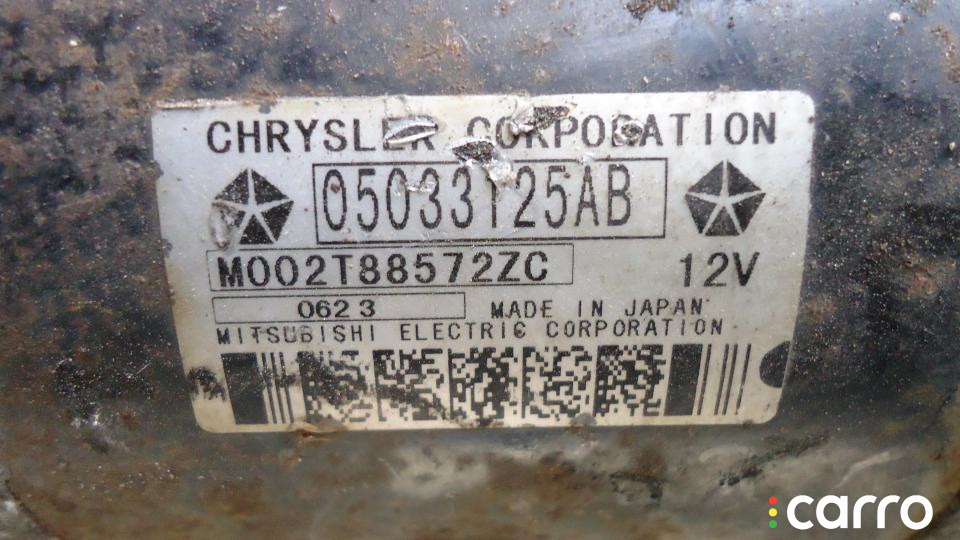 CHRYSLER CORPORATION
05033125AB
M002T88572ZC
12V
0623
MADE IN JAPAN
MITSUBISHI ELECTRIC CORPORATION
carro